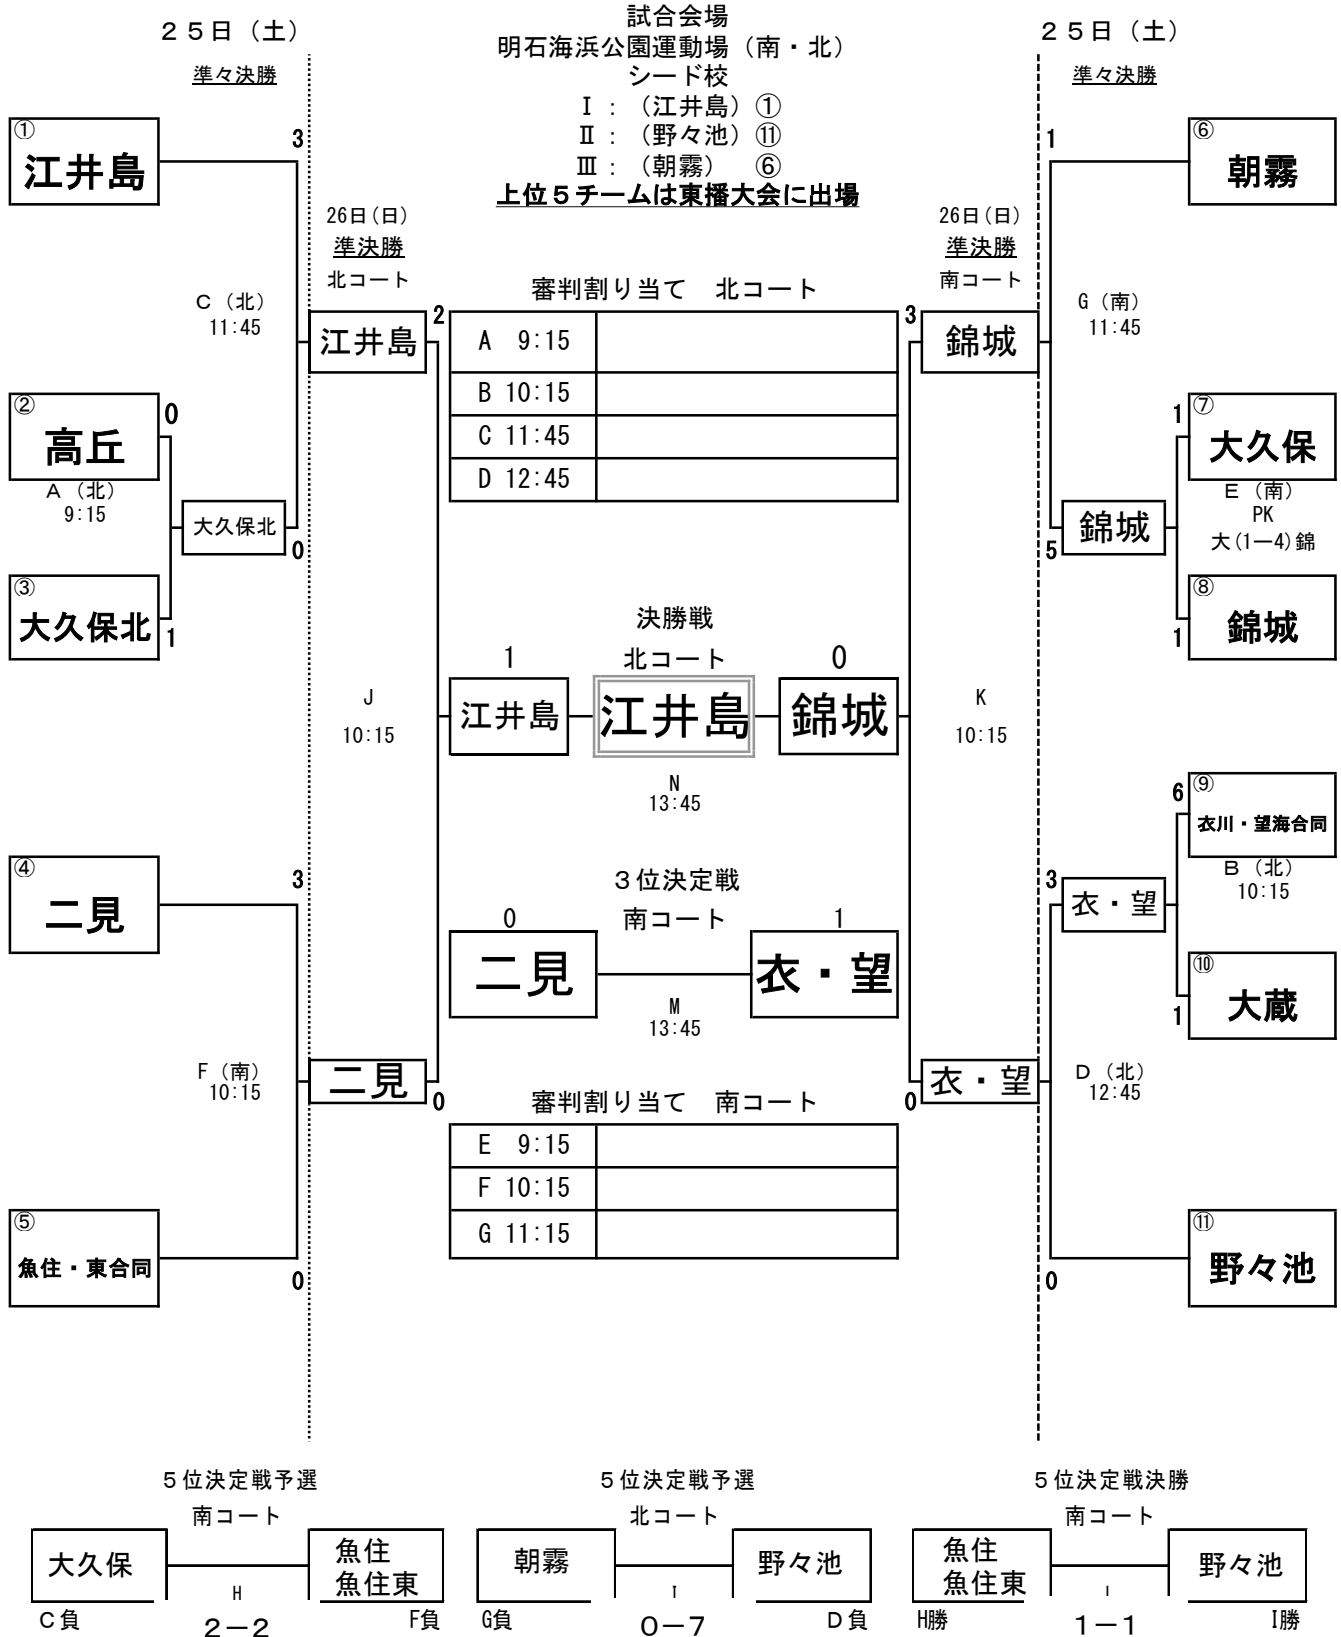 ２５日（土）
準々決勝
試合会場
明石海浜公園運動場（南・北）
シード校
Ⅰ：（江井島）①
Ⅱ：（野々池）⑪
Ⅲ：（朝霧）　⑥
上位５チームは東播大会に出場
２５日（土）
準々決勝
①
江井島
3
26日(日)
準決勝
北コート
C（北）
11:45
江井島
2
②
高丘
0
A（北）
9:15
大久保北
0
③
大久保北
1
J
10:15
④
二見
3
F（南）
10:15
二見
0
⑤
魚住・東合同
0
審判割り当て　北コート
A　9:15
B 10:15
C 11:45
D 12:45
決勝戦
北コート
1
0
江井島
江井島
錦城
N
13:45
３位決定戦
南コート
0
1
二見
衣・望
M
13:45
審判割り当て　南コート
E　9:15
F 10:15
G 11:15
26日(日)
準決勝
南コート
3
錦城
K
10:15
0
衣・望
1
⑥
朝霧
G（南）
11:45
5
錦城
1
⑦
大久保
E（南）
PK
大(1―4)錦
⑧
錦城
1
6
⑨
衣川・望海合同
B（北）
10:15
3
衣・望
⑩
大蔵
1
D（北）
12:45
0
⑪
野々池
５位決定戦予選
南コート
大久保
魚住
魚住東
H
C負
２－２
F負
５位決定戦予選
北コート
朝霧
野々池
I
G負
０－７
D負
５位決定戦決勝
南コート
魚住
魚住東
野々池
L
H勝
１－１
I勝